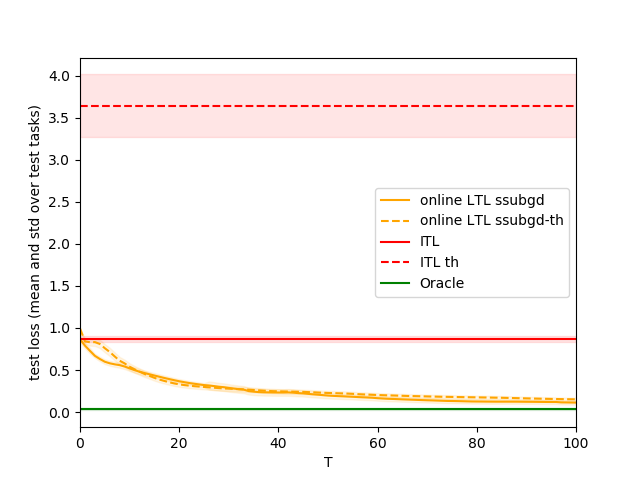 test loss (mean and std over test tasks)
4.0
3.5
3.0
2.5
2.0
1.5
1.0
0.5
0.0
online LTL ssubgd
online LTL ssubgd-th
ITL
ITL th
Oracle
0 20 40 60 80 100
T